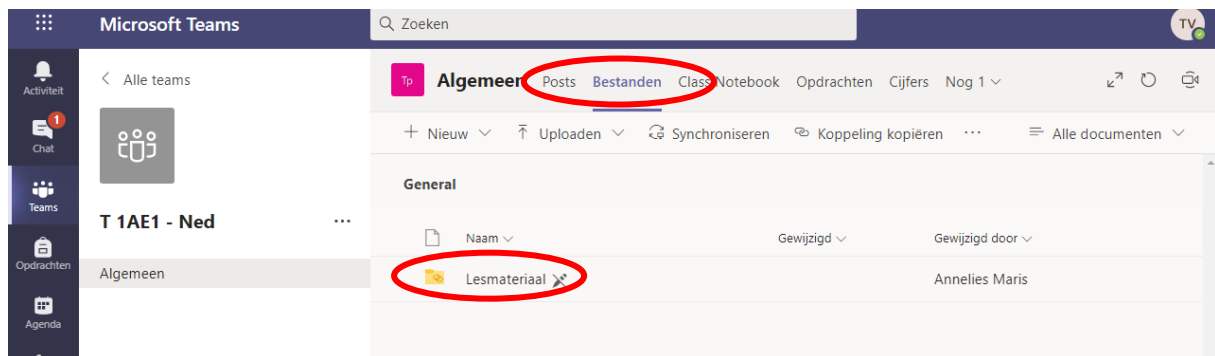 Microsoft Teams
Zoeken
TV
Activiteit
Chat
1
Teams
Opdrachten
Agenda
Alle teams
T 1AE1 - Ned ...
Algemeen
Tp Algemeen Posts Bestanden Class Notebook Opdrachten Cijfers Nog 1
+ Nieuw Uploaden Synchroniseren Koppeling kopiëren ... Alle documenten
General
Naam Gewijzigd Gewijzigd door
Lesmateriaal Annelies Maris